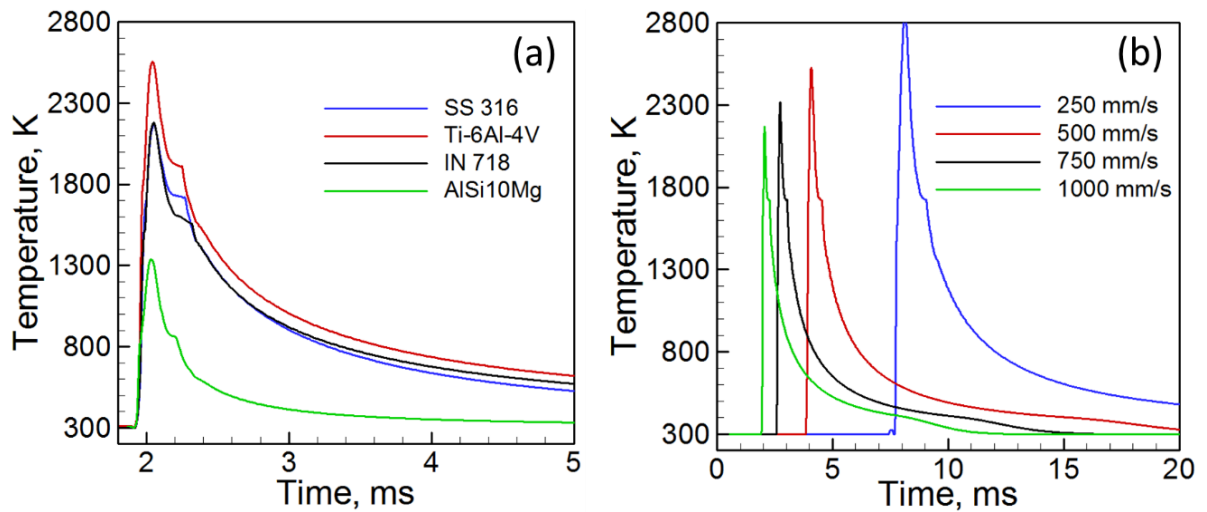 (a)
Temperature, K
2800
2300
1800
1300
800
300
SS 316
Ti-6Al-4V
IN 718
AlSi10Mg
2
3
4
5
Time, ms
(b)
Temperature, K
2800
2300
1800
1300
800
300
250 mm/s
500 mm/s
750 mm/s
1000 mm/s
0
5
10
15
20
Time, ms